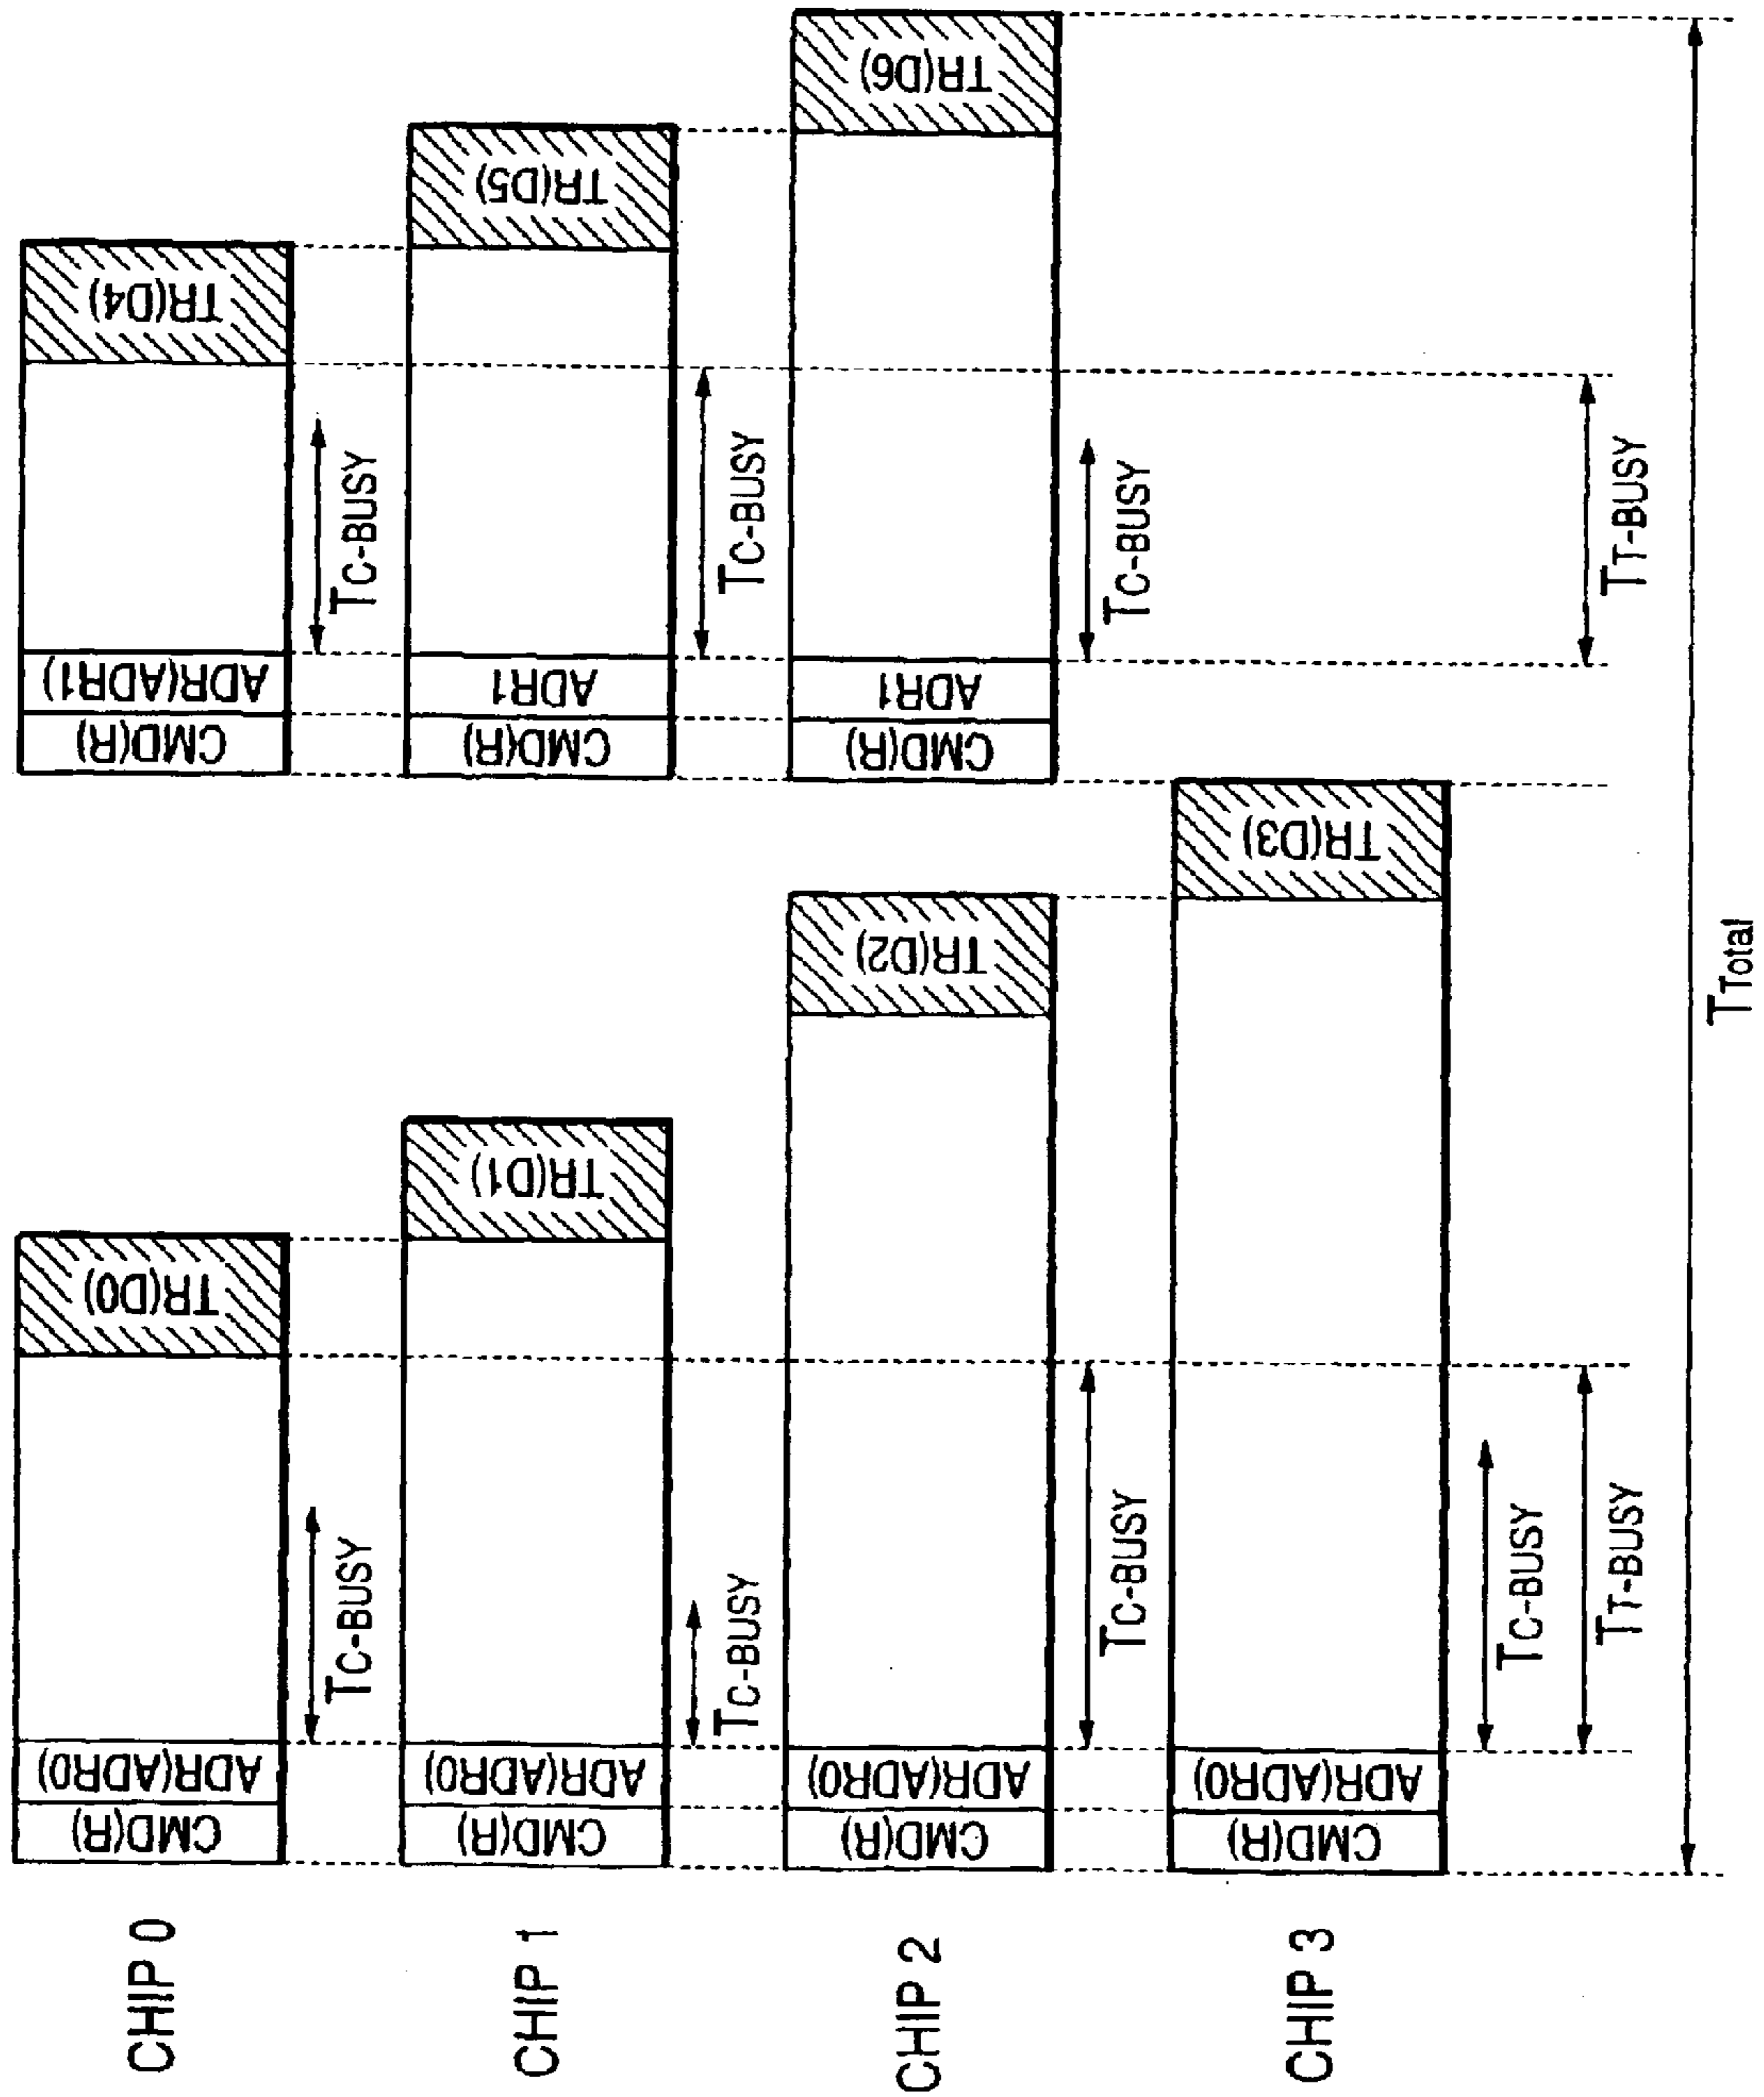 CHIP 0
CMD(R)
ADR(ADR0)
TR(D0)
CMD(R)
ADR(ADR1)
TR(D4)
TC-BUSY
TC-BUSY
CHIP 1
CMD(R)
ADR(ADR0)
TR(D1)
CMD(R)
ADR1
TR(D5)
TC-BUSY
TC-BUSY
CHIP 2
CMD(R)
ADR(ADR0)
TR(D2)
CMD(R)
ADR1
TR(D6)
TC-BUSY
TC-BUSY
CHIP 3
CMD(R)
ADR(ADR0)
TR(D3)
TC-BUSY
TT-BUSY
TT-BUSY
TTotal